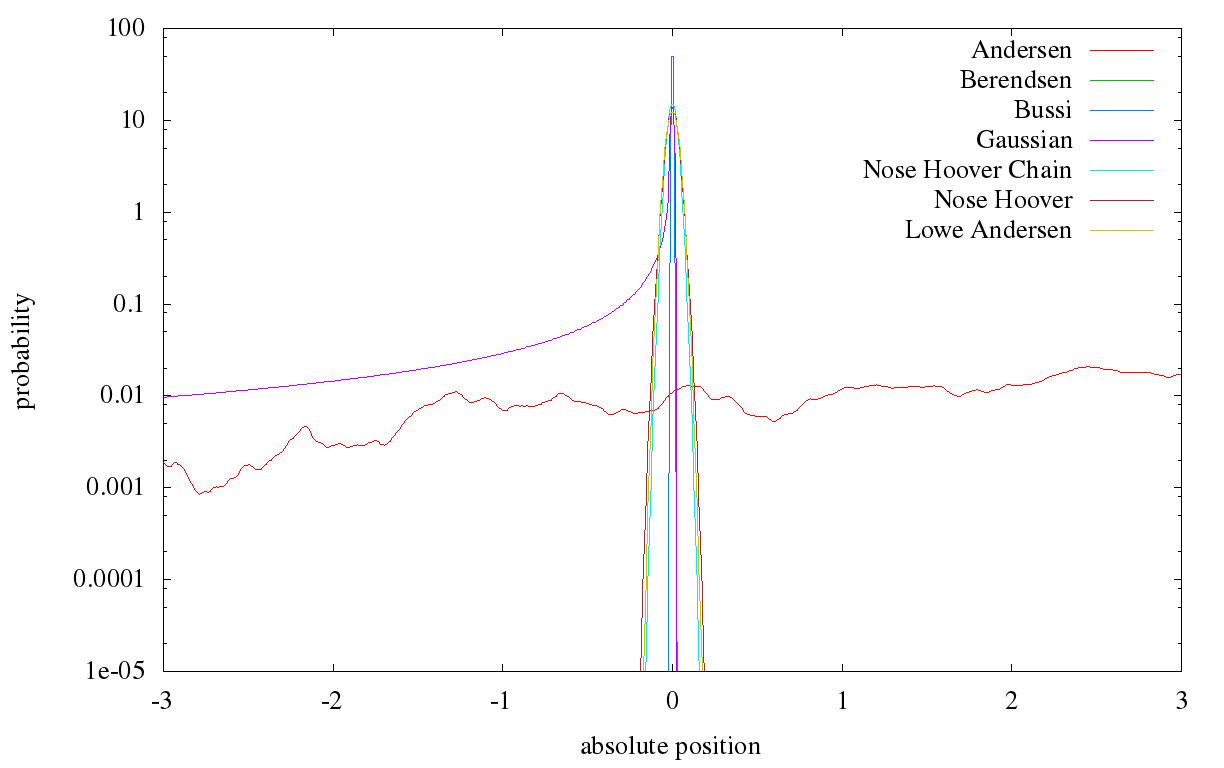 100
10
1
0.1
0.01
0.001
0.0001
1e-05
-3 -2 -1 0 1 2 3
probability
absolute position
Andersen
Berendsen
Bussi
Gaussian
Nose Hoover Chain
Nose Hoover
Lowe Andersen